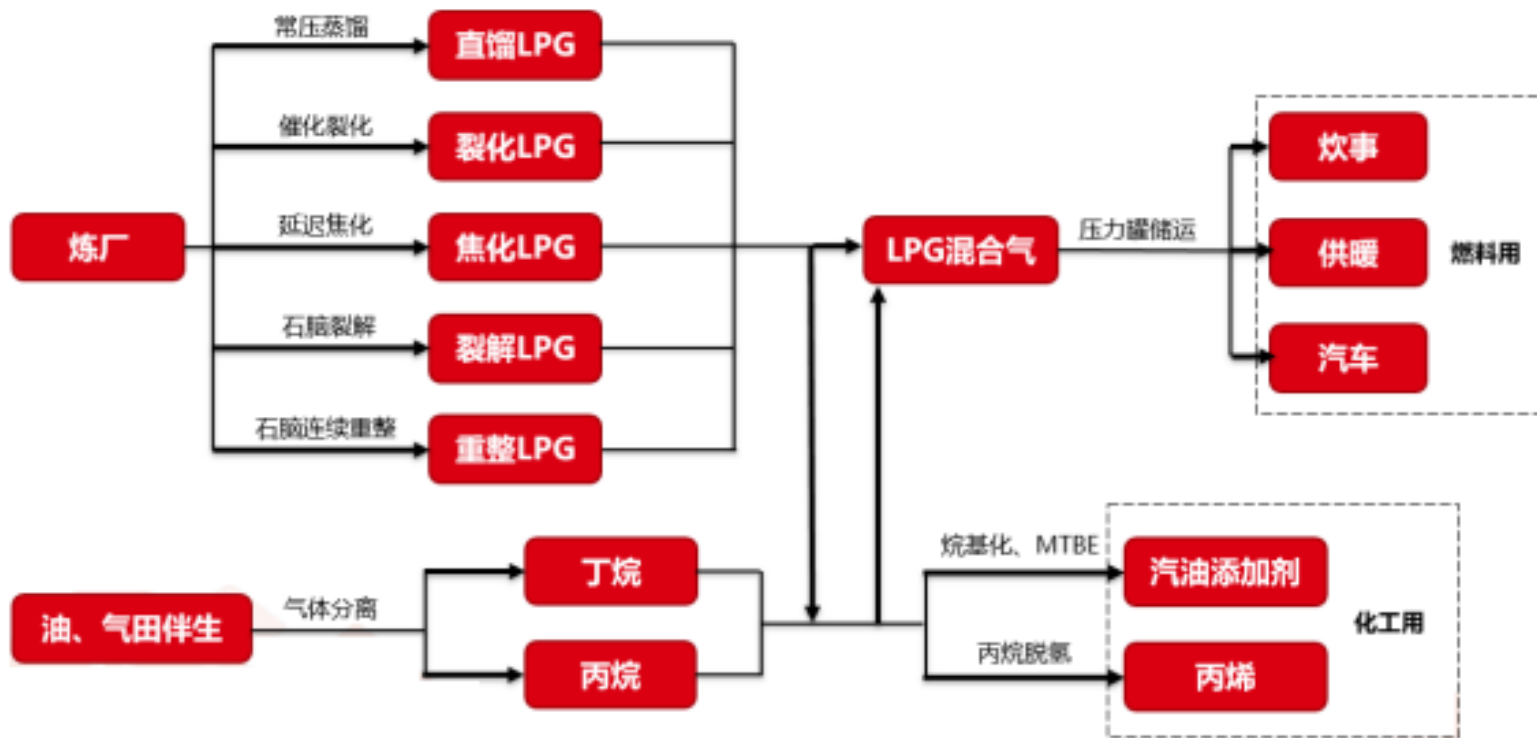 常压蒸馏
直馏LPG
催化裂化
裂化LPG
炊事
炼厂
延迟焦化
焦化LPG
LPG混合气
压力罐储运
供暖
燃料用
石脑裂解
裂解LPG
汽车
石脑连续重整
重整LPG
油、气田伴生
气体分离
丁烷
丙烷
烷基化、MTBE
汽油添加剂
化工用
丙烷脱氢
丙烯